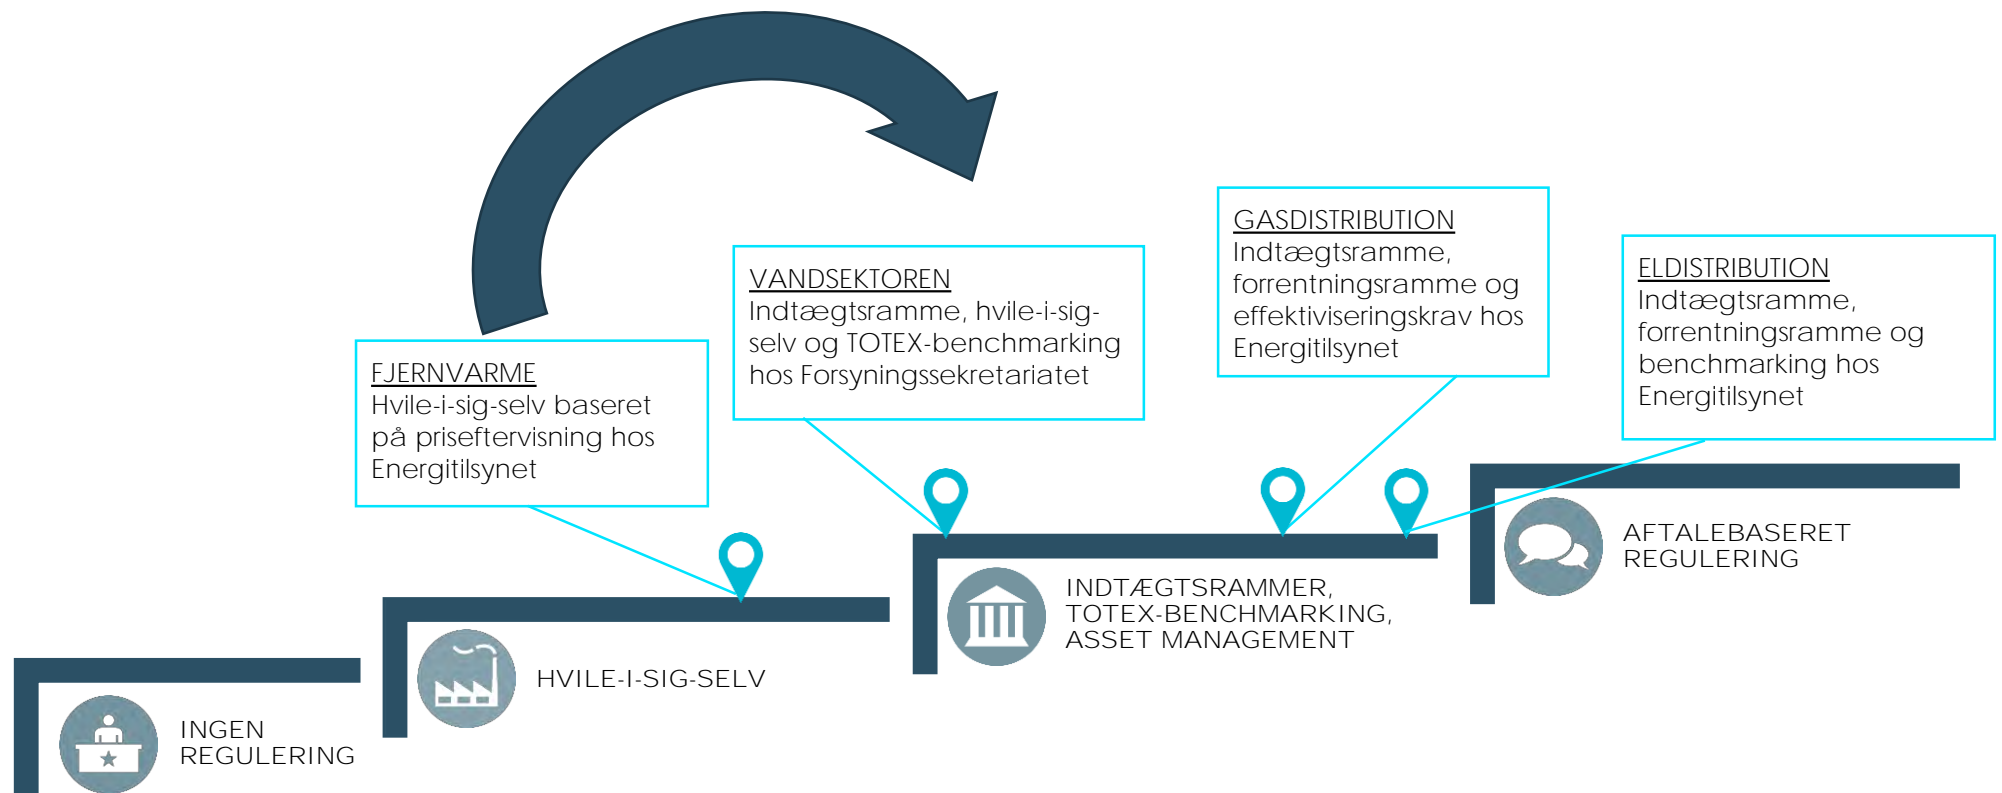 FJERNVARME
Hvile-i-sig-selv baseret
på priseftervisning hos
Energitilsynet
VANDSEKTOREN
Indtægtsramme, hvile-i-sig-
selv og TOTEX-benchmarking
hos Forsyningssekretariatet
GASDISTRIBUTION
Indtægtsramme,
forrentningsramme og
effektiviseringskrav hos
Energitilsynet
ELDISTRIBUTION
Indtægtsramme,
forrentningsramme og
benchmarking hos
Energitilsynet
INGEN
REGULERING
HVILE-I-SIG-SELV
INDTÆGTSRAMMER,
TOTEX-BENCHMARKING,
ASSET MANAGEMENT
AFTALEBASERET
REGULERING